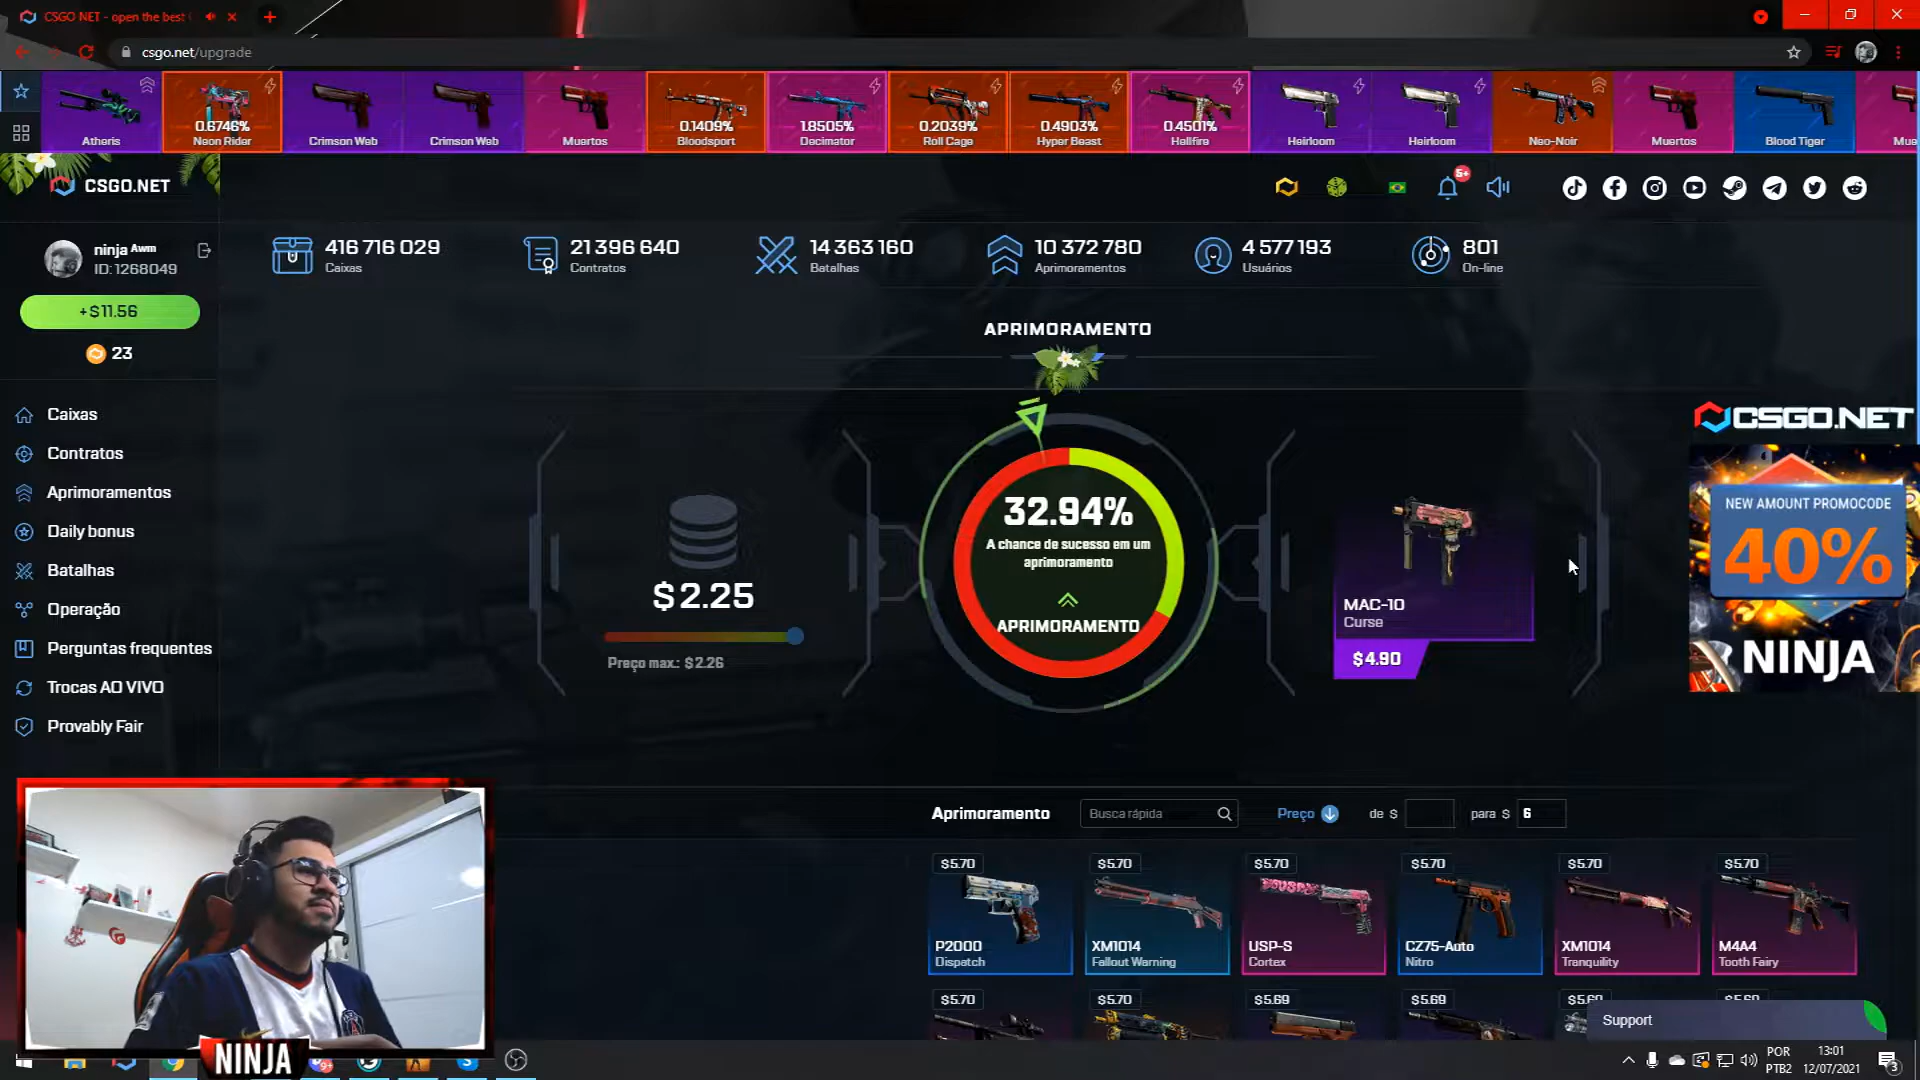 CSGO NET - open the best
csgo.net/upgrade
Atheris
0.6746%
Neon Rider
Crimson Web
Crimson Web
Muertos
0.1409%
Bloodsport
1.8505%
Decimator
0.2039%
Roll Cage
0.4903%
Hyper Beast
0.4501%
Hellfire
Heirloom
Heirloom
Neo-Noir
Muertos
Blood Tiger
Mue
CSGO.NET
5+
ninja Awm
ID:1268049
+$11.56
23
416 716 029
Caixas
21 396 640
Contratos
14 363 160
Batalhas
10 372 780
Aprimoramentos
4 577 193
Usuários
801
On-line
Caixas
Contratos
Aprimoramentos
Daily bonus
Batalhas
Operação
Perguntas frequentes
Trocas AO VIVO
Provably Fair
APRIMORAMENTO
$2.25
Preço max.: $2.26
32.94%
A chance de sucesso em um
aprimoramento
APRIMORAMENTO
MAC-10
Curse
$4.90
CSGO.NET
NEW AMOUNT PROMOCODE
40%
NINJA
Aprimoramento
Busca rápida
Preço
de $
para $ 6
$5.70
P2000
Dispatch
$5.70
XM1014
Fallout Warning
$5.70
USP-S
Cortex
$5.70
CZ75-Auto
Nitro
$5.70
XM1014
Tranquility
$5.70
M4A4
Tooth Fairy
$5.70
$5.70
$5.69
$5.69
Support
NINJA
9+
POR
PTB2
13:01
12/07/2021
3